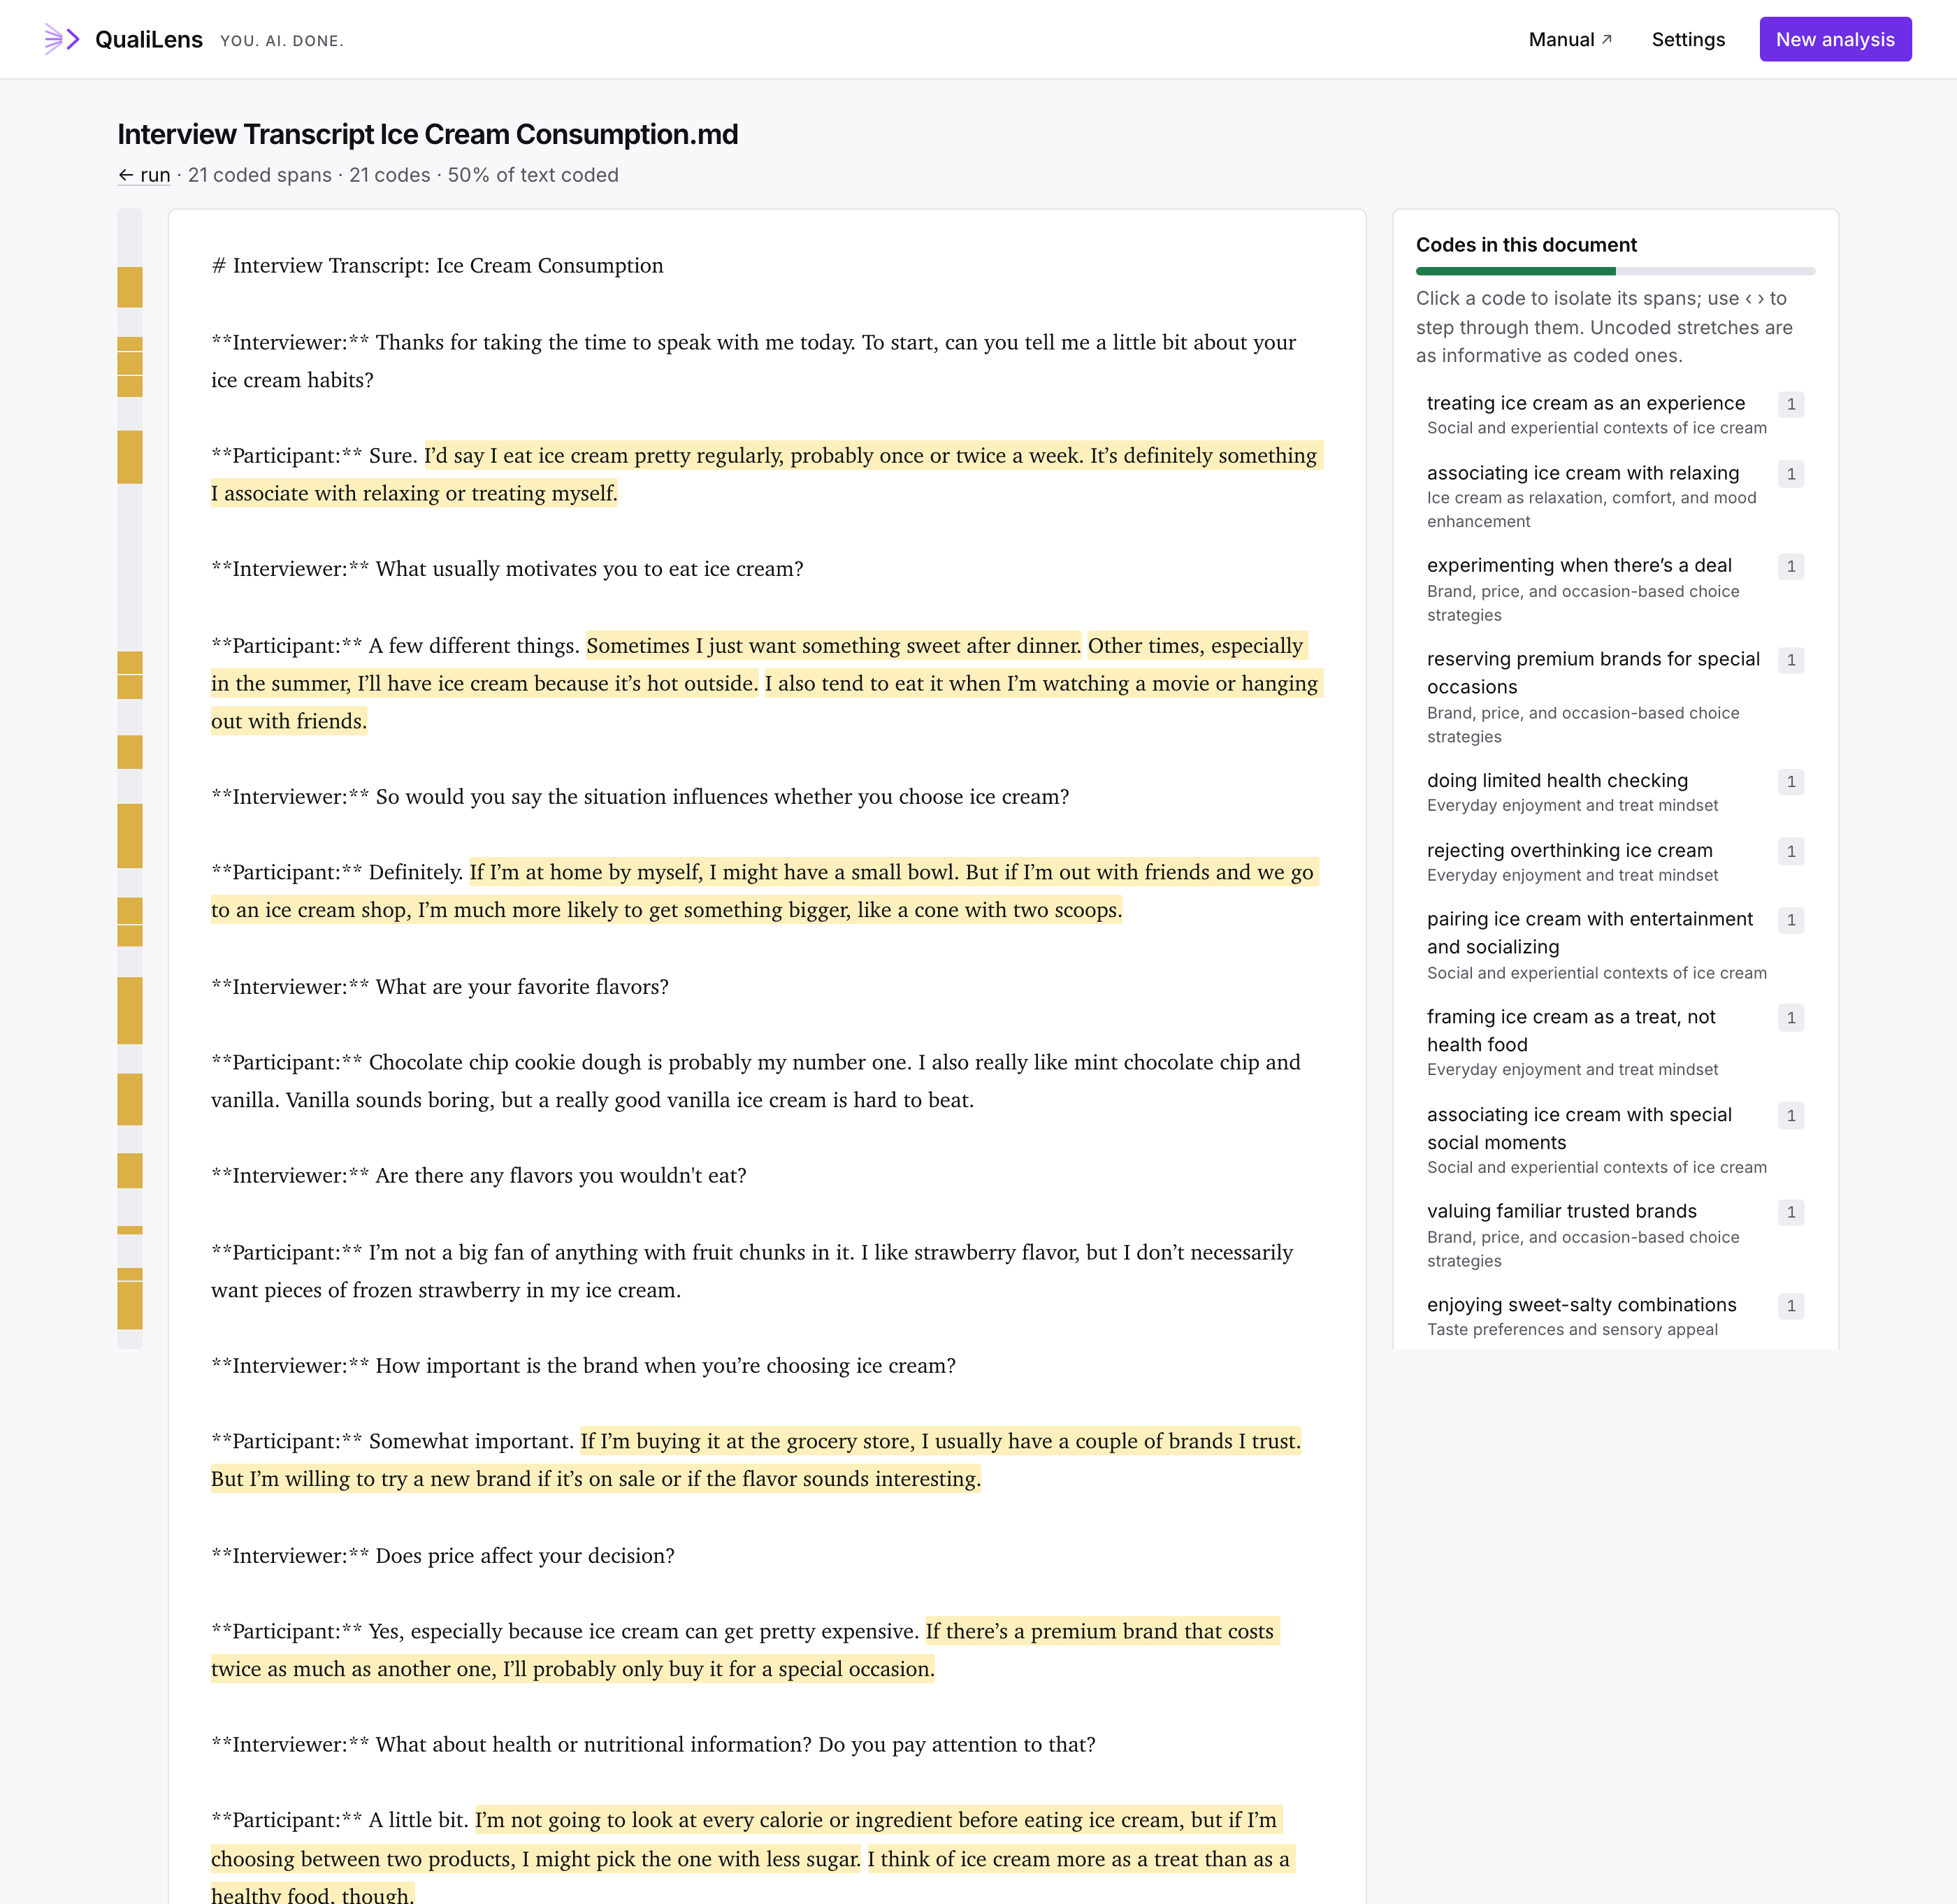 QualiLens YOU. AI. DONE. Manual ↗ Settings New analysis
Interview Transcript Ice Cream Consumption.md
← run · 21 coded spans · 21 codes · 50% of text coded
# Interview Transcript: Ice Cream Consumption
**Interviewer:** Thanks for taking the time to speak with me today. To start, can you tell me a little bit about your
ice cream habits?
**Participant:** Sure. I’d say I eat ice cream pretty regularly, probably once or twice a week. It’s definitely something
I associate with relaxing or treating myself.
**Interviewer:** What usually motivates you to eat ice cream?
**Participant:** A few different things. Sometimes I just want something sweet after dinner. Other times, especially
in the summer, I’ll have ice cream because it’s hot outside. I also tend to eat it when I’m watching a movie or hanging
out with friends.
**Interviewer:** So would you say the situation influences whether you choose ice cream?
**Participant:** Definitely. If I’m at home by myself, I might have a small bowl. But if I’m out with friends and we go
to an ice cream shop, I’m much more likely to get something bigger, like a cone with two scoops.
**Interviewer:** What are your favorite flavors?
**Participant:** Chocolate chip cookie dough is probably my number one. I also really like mint chocolate chip and
vanilla. Vanilla sounds boring, but a really good vanilla ice cream is hard to beat.
**Interviewer:** Are there any flavors you wouldn't eat?
**Participant:** I’m not a big fan of anything with fruit chunks in it. I like strawberry flavor, but I don’t necessarily
want pieces of frozen strawberry in my ice cream.
**Interviewer:** How important is the brand when you’re choosing ice cream?
**Participant:** Somewhat important. If I’m buying it at the grocery store, I usually have a couple of brands I trust.
But I’m willing to try a new brand if it’s on sale or if the flavor sounds interesting.
**Interviewer:** Does price affect your decision?
**Participant:** Yes, especially because ice cream can get pretty expensive. If there’s a premium brand that costs
twice as much as another one, I’ll probably only buy it for a special occasion.
**Interviewer:** What about health or nutritional information? Do you pay attention to that?
**Participant:** A little bit. I’m not going to look at every calorie or ingredient before eating ice cream, but if I’m
choosing between two products, I might pick the one with less sugar. I think of ice cream more as a treat than as a
healthy food, though.
Codes in this document
Click a code to isolate its spans; use ‹ › to
step through them. Uncoded stretches are
as informative as coded ones.
treating ice cream as an experience 1
Social and experiential contexts of ice cream
associating ice cream with relaxing 1
Ice cream as relaxation, comfort, and mood
enhancement
experimenting when there’s a deal 1
Brand, price, and occasion-based choice
strategies
reserving premium brands for special 1
occasions
Brand, price, and occasion-based choice
strategies
doing limited health checking 1
Everyday enjoyment and treat mindset
rejecting overthinking ice cream 1
Everyday enjoyment and treat mindset
pairing ice cream with entertainment 1
and socializing
Social and experiential contexts of ice cream
framing ice cream as a treat, not 1
health food
Everyday enjoyment and treat mindset
associating ice cream with special 1
social moments
Social and experiential contexts of ice cream
valuing familiar trusted brands 1
Brand, price, and occasion-based choice
strategies
enjoying sweet-salty combinations 1
Taste preferences and sensory appeal